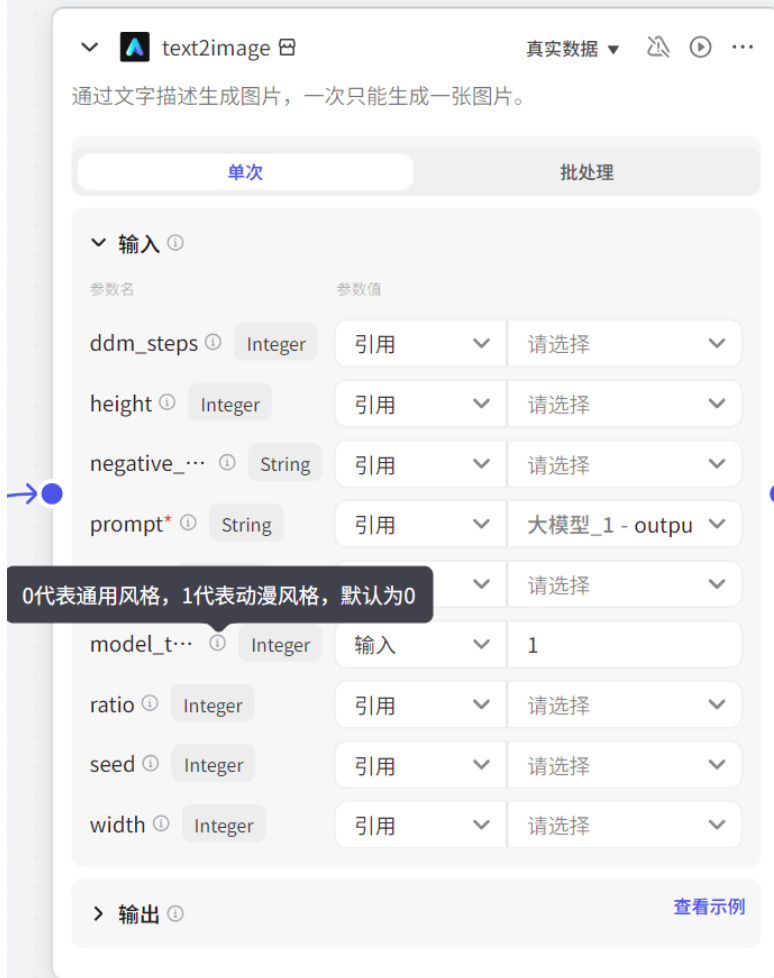 text2image 真实数据
通过文字描述生成图片，一次只能生成一张图片。
单次 批处理
输入
参数名 参数值
ddm_steps Integer 引用 请选择
height Integer 引用 请选择
negative_… String 引用 请选择
prompt* String 引用 大模型_1 - outpu
请选择
0代表通用风格，1代表动漫风格，默认为0
model_t… Integer 输入 1
ratio Integer 引用 请选择
seed Integer 引用 请选择
width Integer 引用 请选择
输出 查看示例